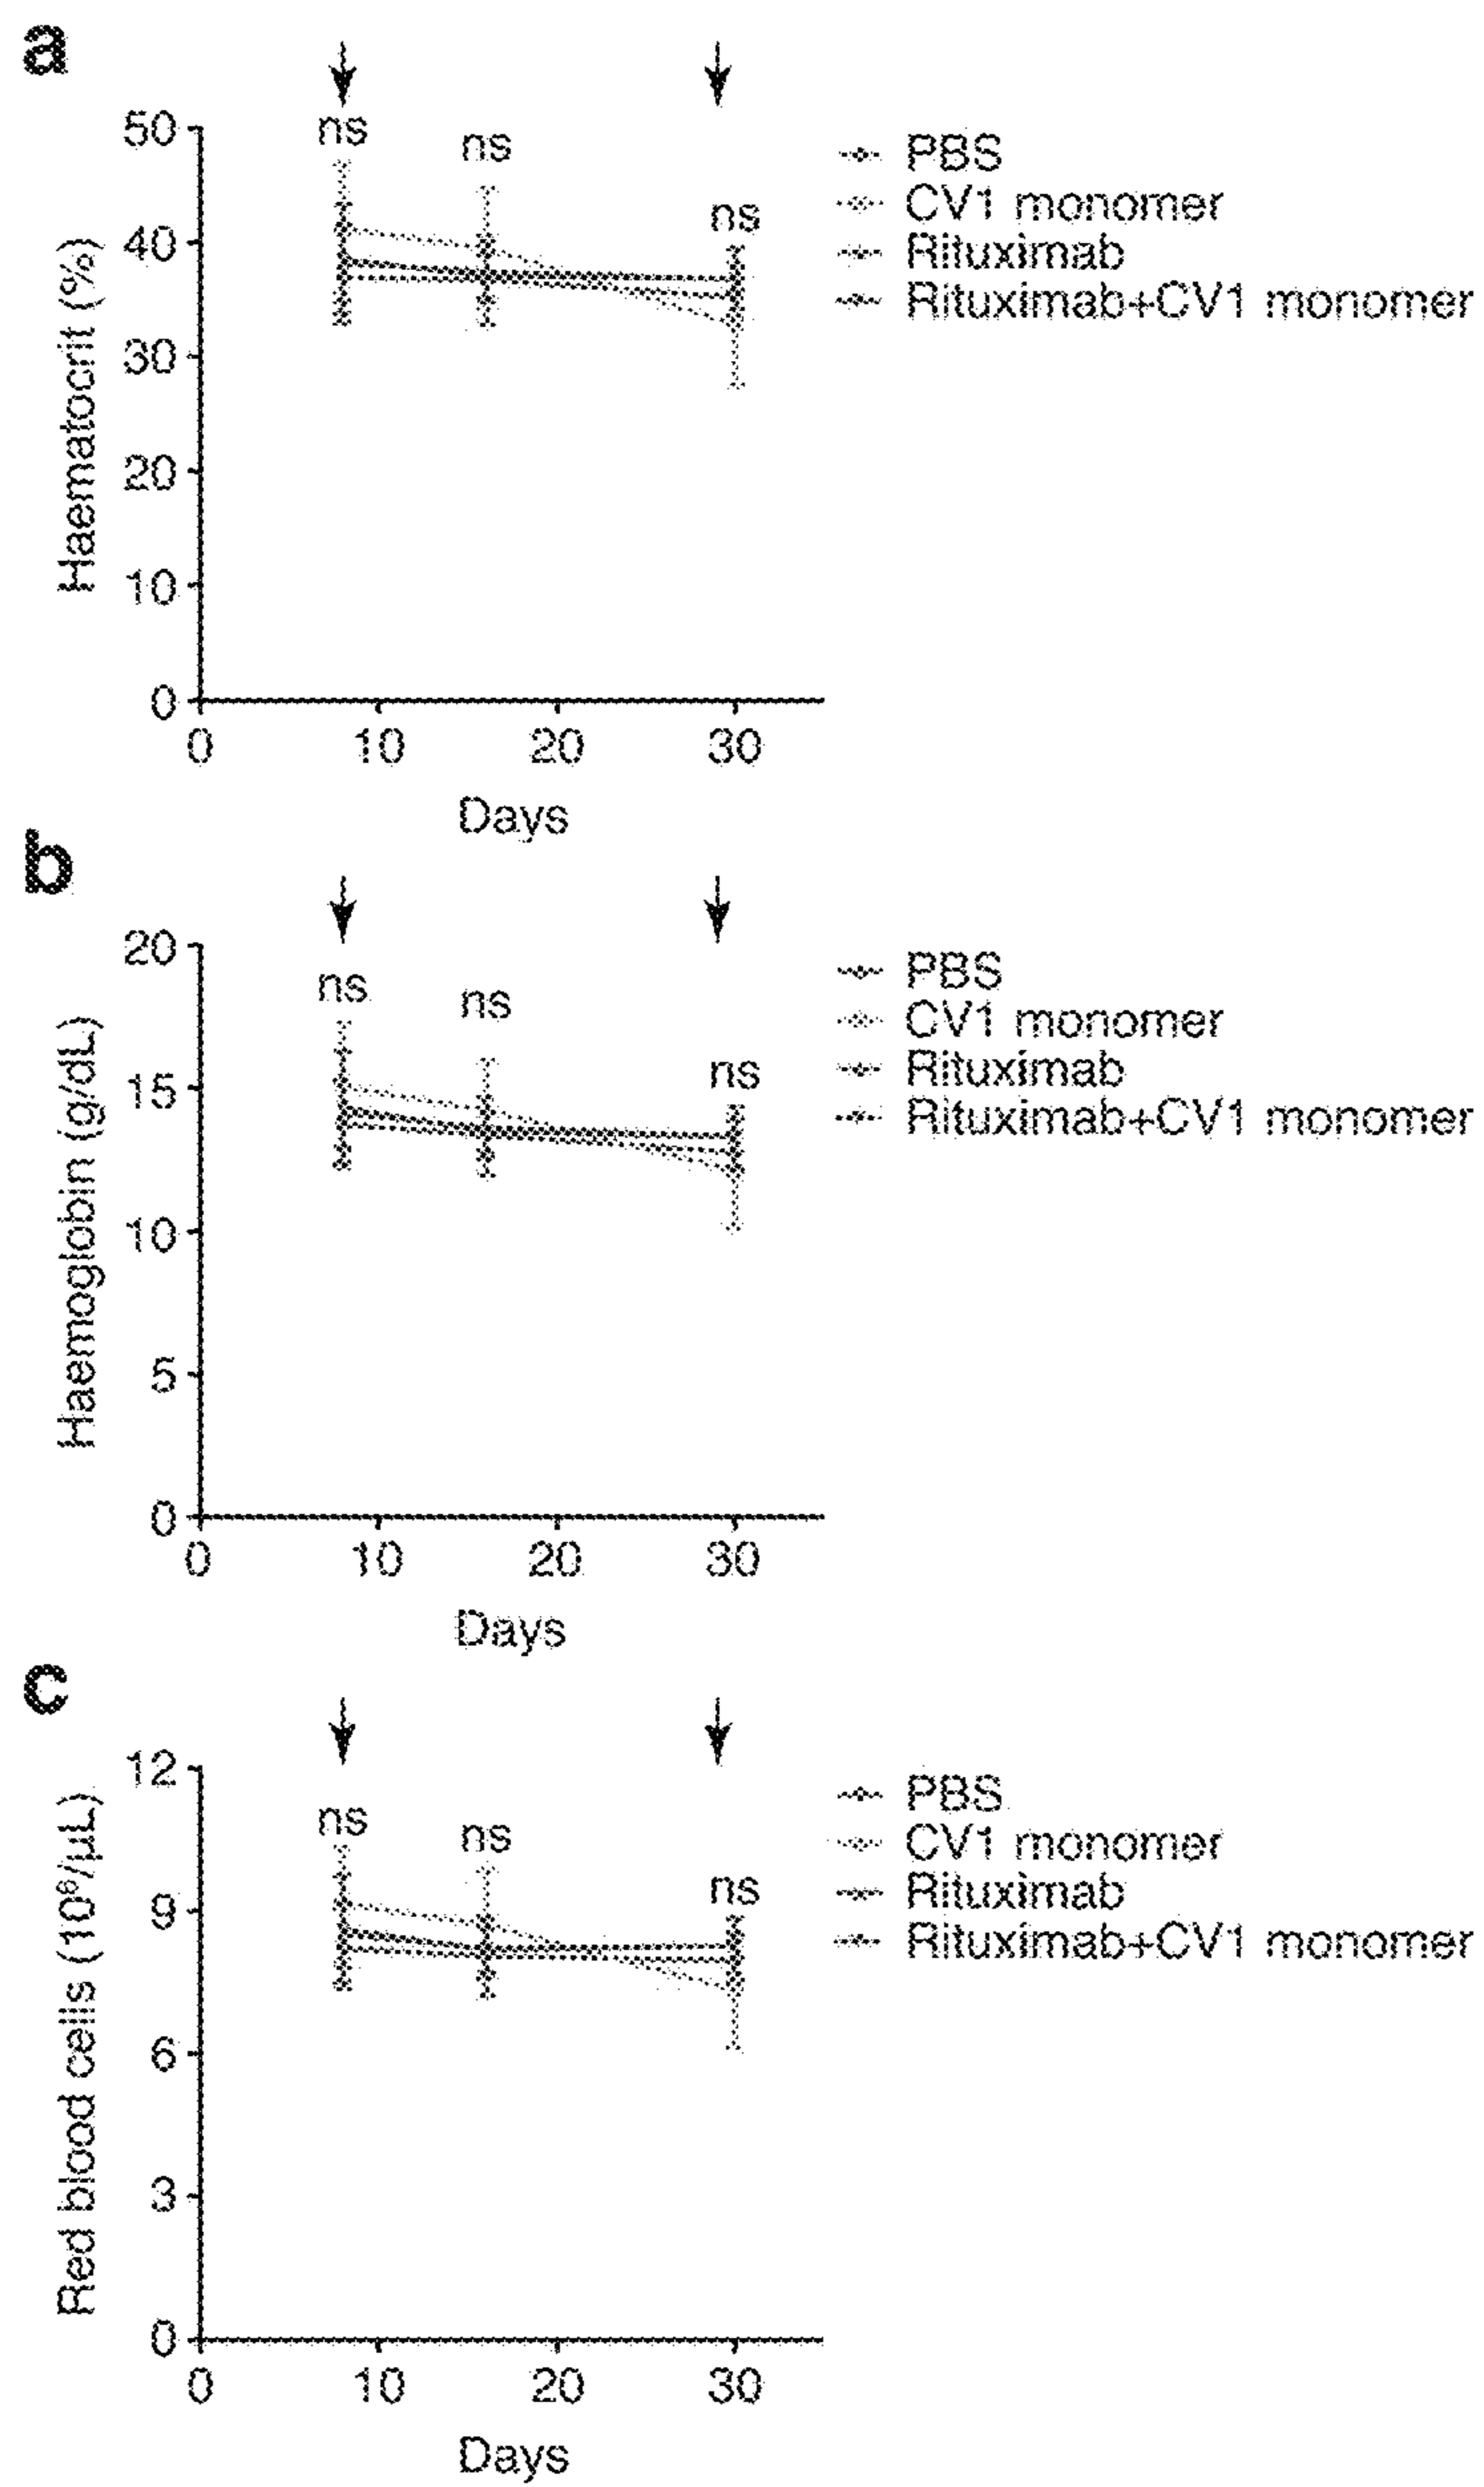 a
ns
ns
ns
50
40
30
20
10
0
Haematocrit (%)
0 10 20 30
Days
PBS
CV1 monomer
Rituximab
Rituximab+CV1 monomer
b
ns
ns
ns
20
15
10
5
0
Haemoglobin (g/dL)
0 10 20 30
Days
PBS
CV1 monomer
Rituximab
Rituximab+CV1 monomer
c
ns
ns
ns
12
9
6
3
0
Red blood cells (10⁶/µL)
0 10 20 30
Days
PBS
CV1 monomer
Rituximab
Rituximab+CV1 monomer